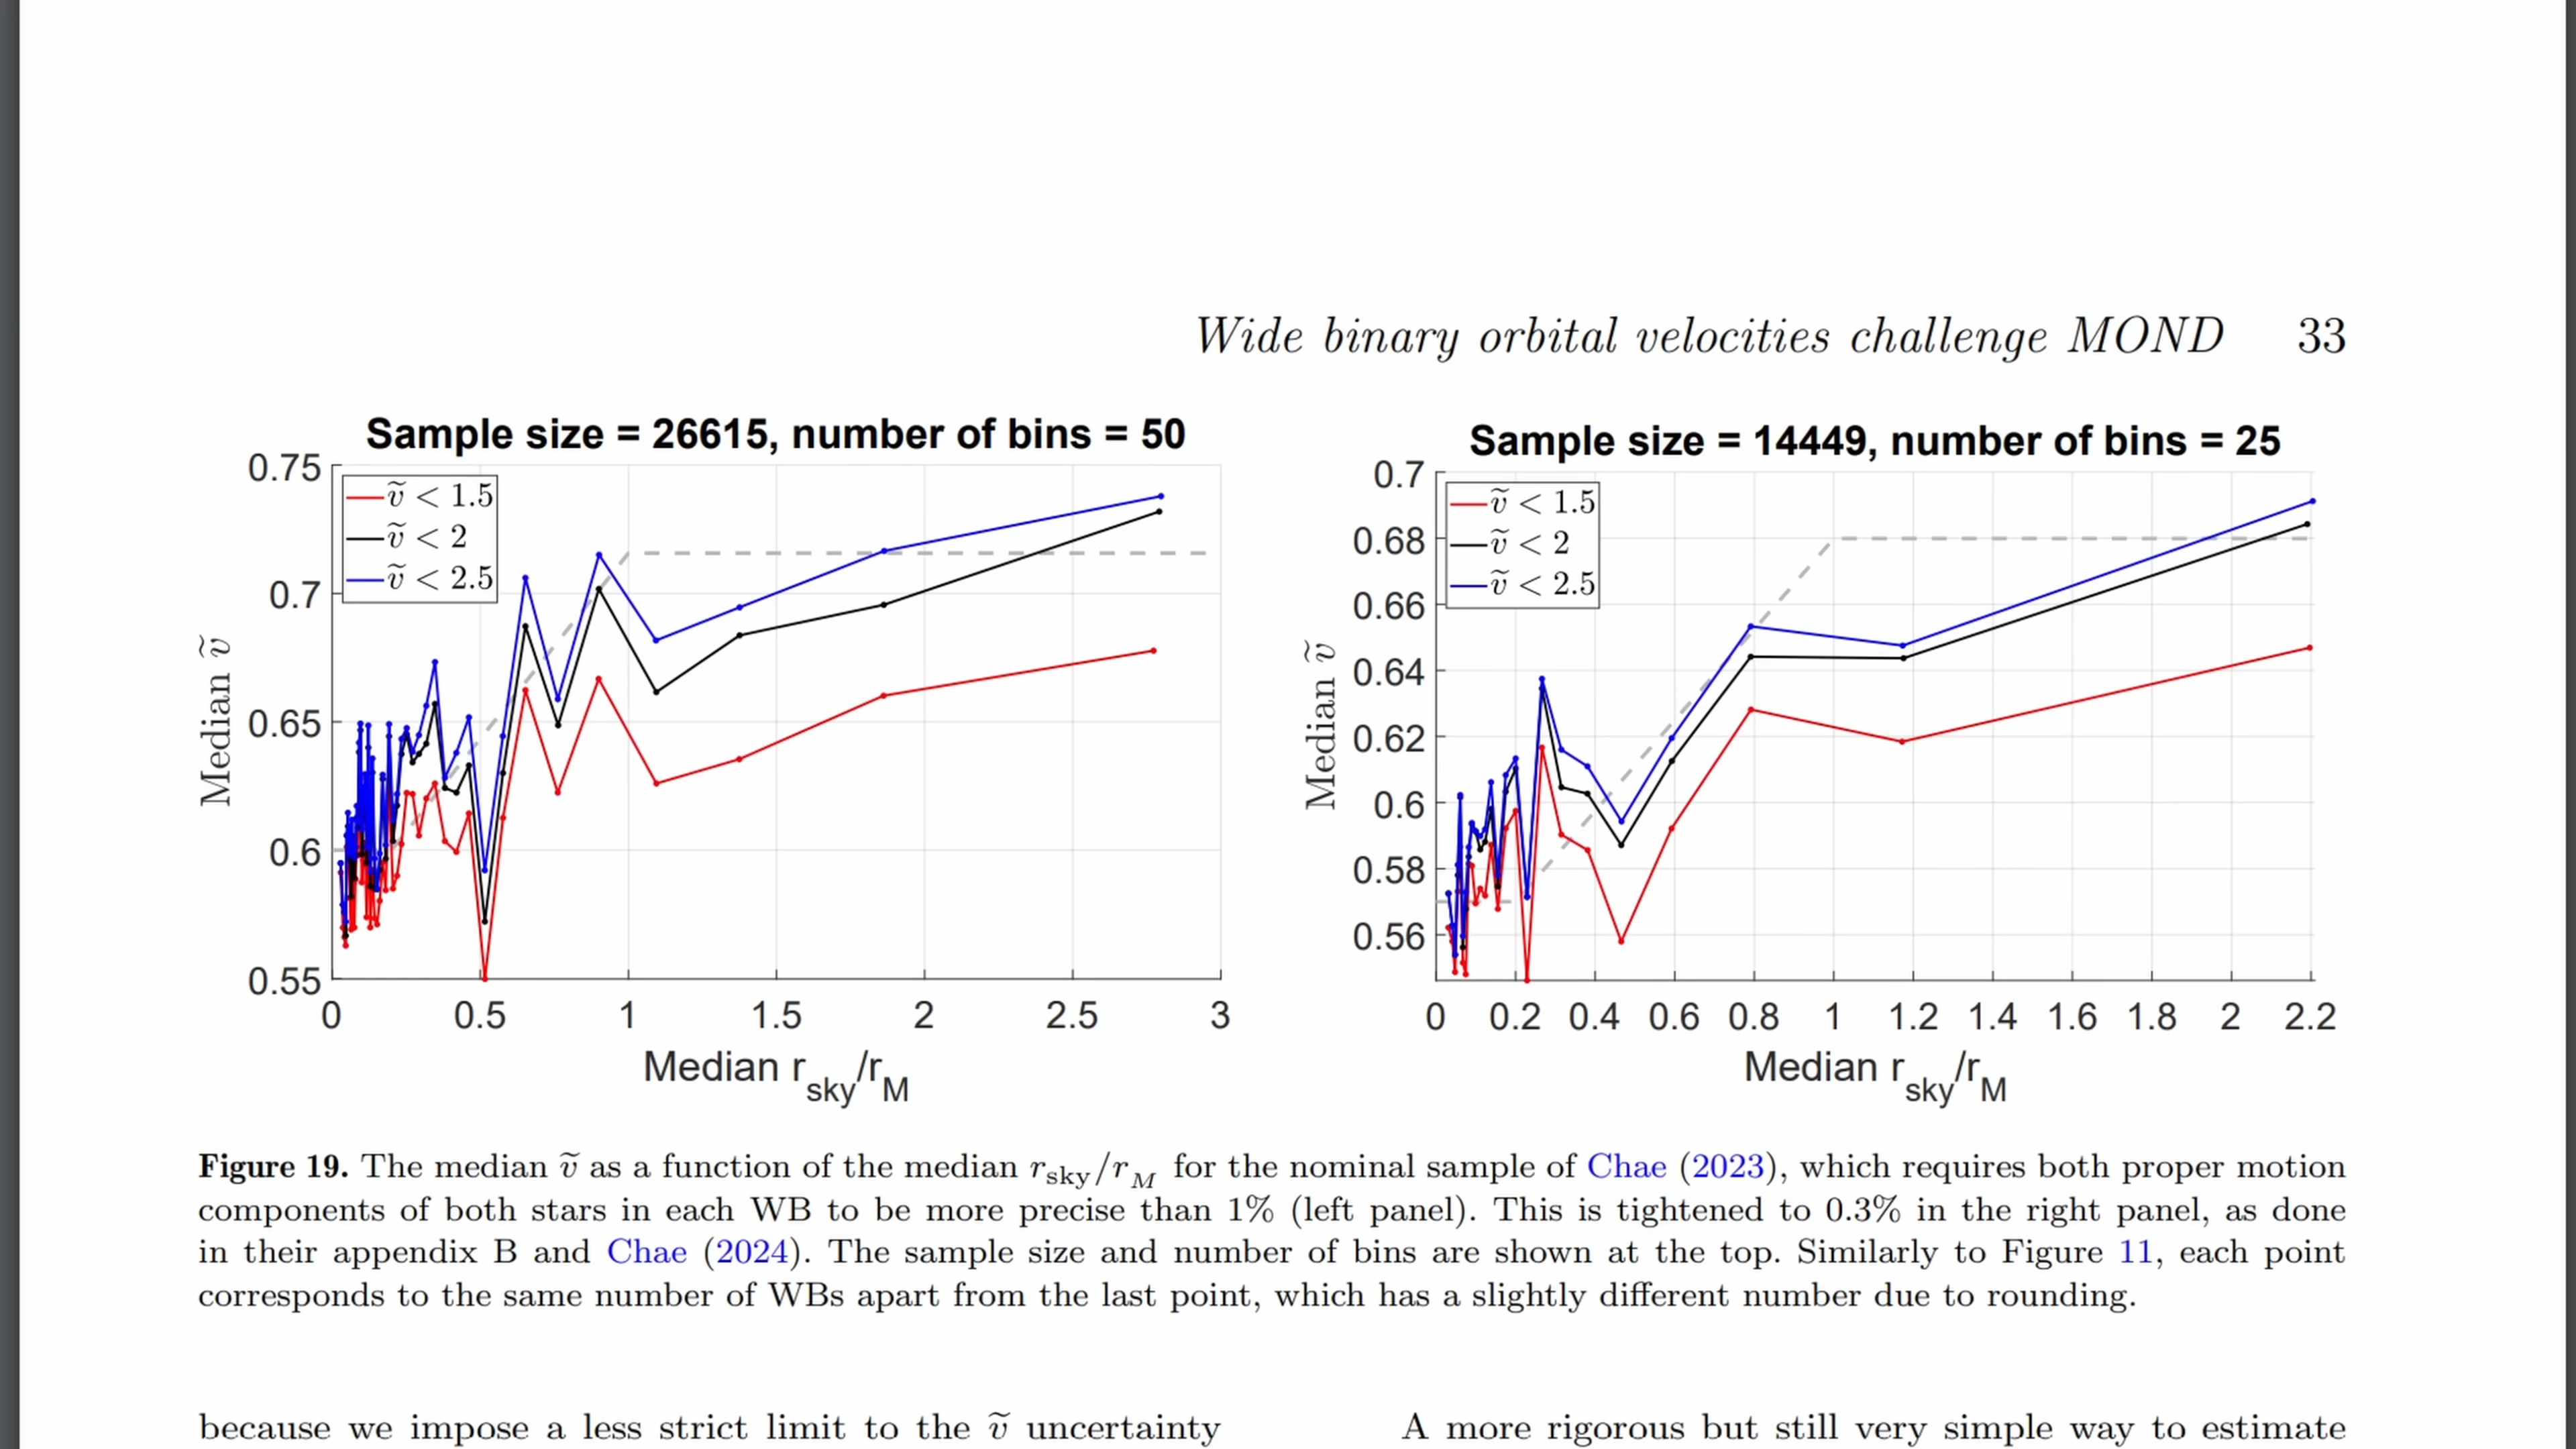 Wide binary orbital velocities challenge MOND 33
Sample size = 26615, number of bins = 50
0.75
0.7
0.65
0.6
0.55
Median ṽ
ṽ < 1.5
ṽ < 2
ṽ < 2.5
0 0.5 1 1.5 2 2.5 3
Median r_sky/r_M
Sample size = 14449, number of bins = 25
0.7
0.68
0.66
0.64
0.62
0.6
0.58
0.56
Median ṽ
ṽ < 1.5
ṽ < 2
ṽ < 2.5
0 0.2 0.4 0.6 0.8 1 1.2 1.4 1.6 1.8 2 2.2
Median r_sky/r_M
Figure 19. The median ṽ as a function of the median r_sky/r_M for the nominal sample of Chae (2023), which requires both proper motion
components of both stars in each WB to be more precise than 1% (left panel). This is tightened to 0.3% in the right panel, as done
in their appendix B and Chae (2024). The sample size and number of bins are shown at the top. Similarly to Figure 11, each point
corresponds to the same number of WBs apart from the last point, which has a slightly different number due to rounding.
because we impose a less strict limit to the ṽ uncertainty
A more rigorous but still very simple way to estimate